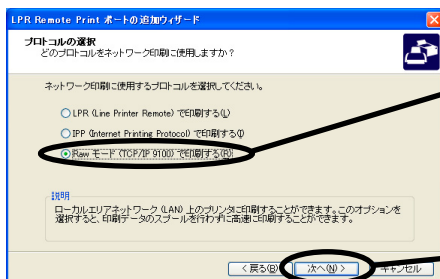 LPR Remote Print ポートの追加ウィザード
プロトコルの選択
どのプロトコルをネットワーク印刷に使用しますか?
ネットワーク印刷に使用するプロトコルを選択してください。
LPR (Line Printer Remote) で印刷する(L)
IPP (Internet Printing Protocol) で印刷する(I)
Raw モード (TCP/IP 9100) で印刷する(R)
説明
ローカルエリアネットワーク (LAN) 上のプリンタに印刷することができます。このオプションを
選択すると、印刷データのスプールを行わずに高速に印刷することができます。
< 戻る(B) 次へ(N) > キャンセル